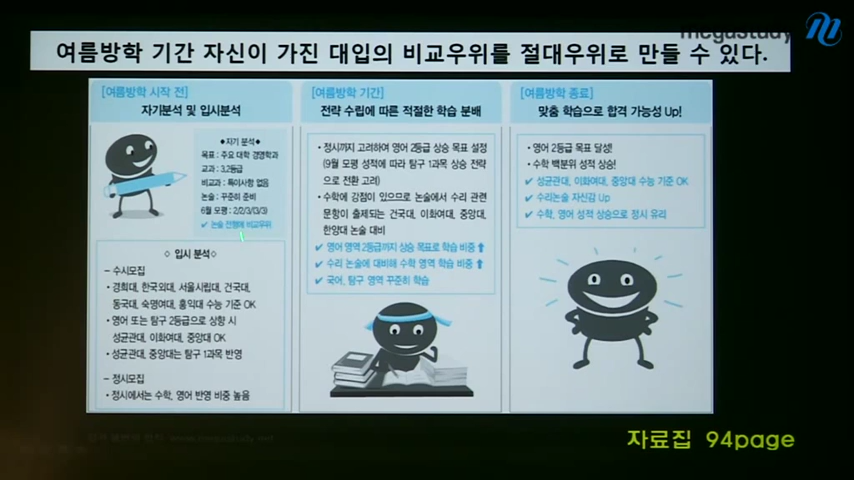 megastudy
여름방학 기간 자신이 가진 대입의 비교우위를 절대우위로 만들 수 있다.
[여름방학 시작 전]
자기분석 및 입시분석
◆자기 분석◆
목표 : 주요 대학 경영학과
교과 : 3.2등급
비교과 : 특이사항 없음
논술 : 꾸준히 준비
6월 모평 : 2/2/3/(3/3)
✔ 논술 전형에 비교우위
◇ 입시 분석◇
– 수시모집
• 경희대, 한국외대, 서울시립대, 건국대,
동국대, 숙명여대, 홍익대 수능 기준 OK
• 영어 또는 탐구 2등급으로 상향 시
성균관대, 이화여대, 중앙대 OK
• 성균관대, 중앙대는 탐구 1과목 반영
– 정시모집
• 정시에서는 수학, 영어 반영 비중 높음
[여름방학 기간]
전략 수립에 따른 적절한 학습 분배
• 정시까지 고려하여 영어 2등급 상승 목표 설정
(9월 모평 성적에 따라 탐구 1과목 상승 전략
으로 전환 고려)
• 수학에 강점이 있으므로 논술에서 수리 관련
문항이 출제되는 건국대, 이화여대, 중앙대,
한양대 논술 대비
✔ 영어 영역 2등급까지 상승 목표로 학습 비중 ⬆
✔ 수리 논술에 대비해 수학 영역 학습 비중 ⬆
✔ 국어, 탐구 영역 꾸준히 학습
[여름방학 종료]
맞춤 학습으로 합격 가능성 Up!
• 영어 2등급 목표 달성!
• 수학 백분위 성적 상승!
✔ 성균관대, 이화여대, 중앙대 수능 기준 OK
✔ 수리논술 자신감 Up
✔ 수학, 영어 성적 상승으로 정시 유리
자료집 94page